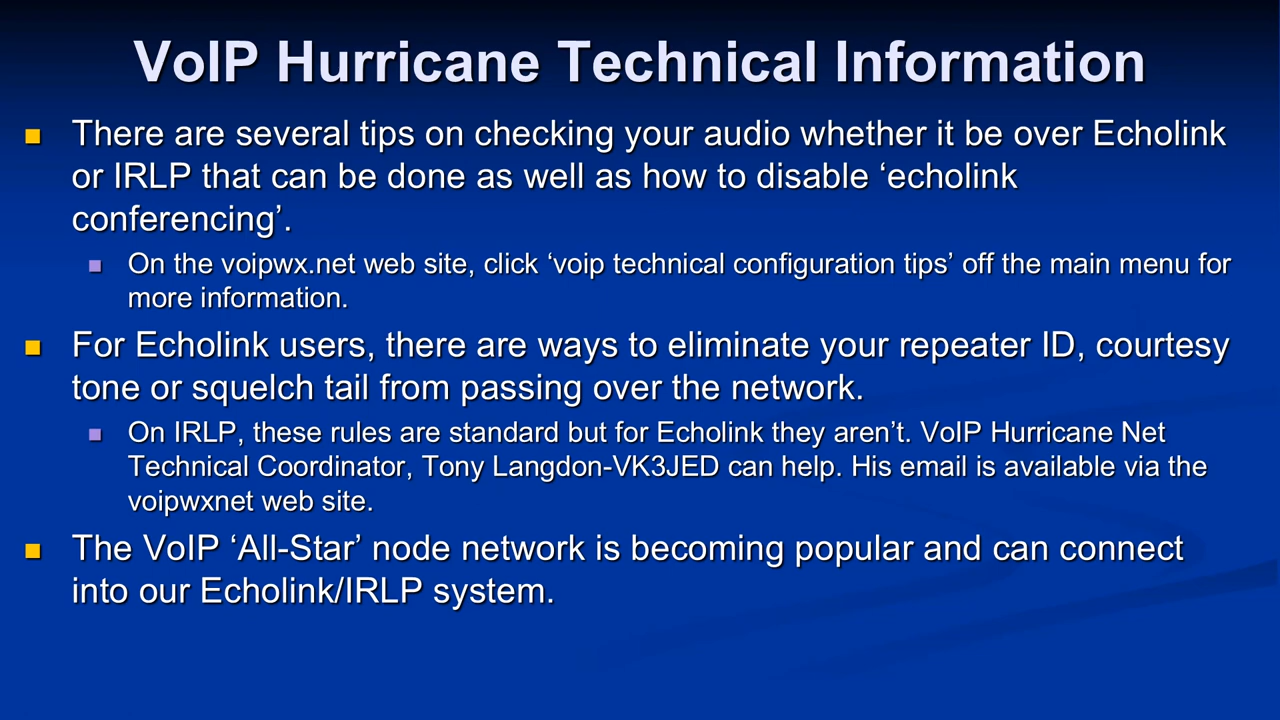 VoIP Hurricane Technical Information
There are several tips on checking your audio whether it be over Echolink
or IRLP that can be done as well as how to disable ‘echolink
conferencing’.
On the voipwx.net web site, click ‘voip technical configuration tips’ off the main menu for
more information.
For Echolink users, there are ways to eliminate your repeater ID, courtesy
tone or squelch tail from passing over the network.
On IRLP, these rules are standard but for Echolink they aren’t. VoIP Hurricane Net
Technical Coordinator, Tony Langdon-VK3JED can help. His email is available via the
voipwxnet web site.
The VoIP ‘All-Star’ node network is becoming popular and can connect
into our Echolink/IRLP system.